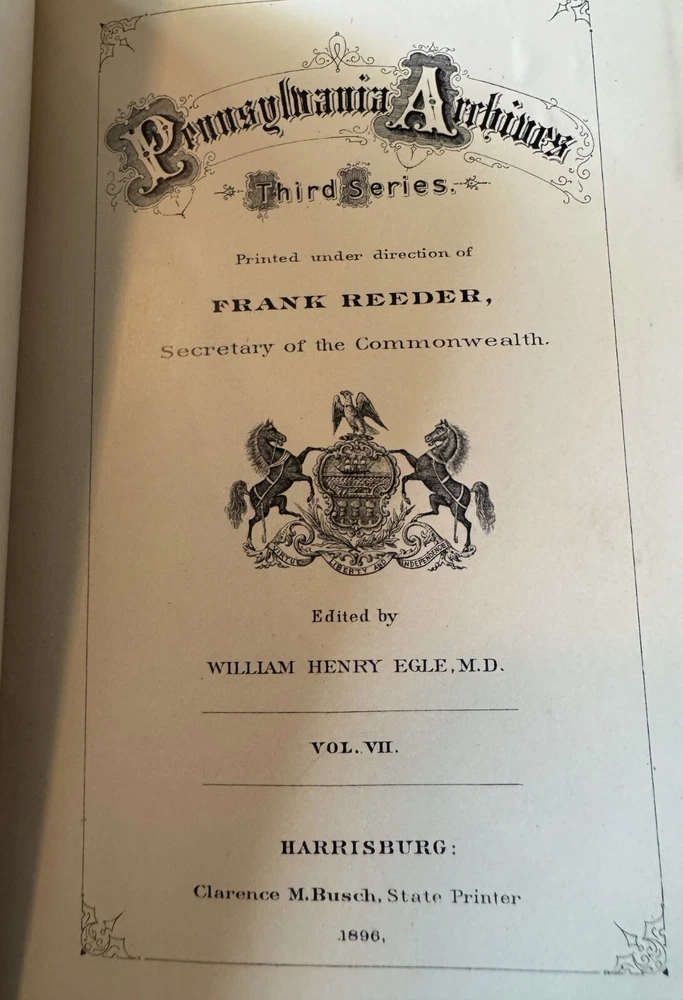 Pennsylvania Archives
Third Series.
Printed under direction of
FRANK REEDER,
Secretary of the Commonwealth.
VIRTUE LIBERTY AND INDEPENDENCE
Edited by
WILLIAM HENRY EGLE, M.D.
VOL. VII.
HARRISBURG:
Clarence M. Busch, State Printer
1896,